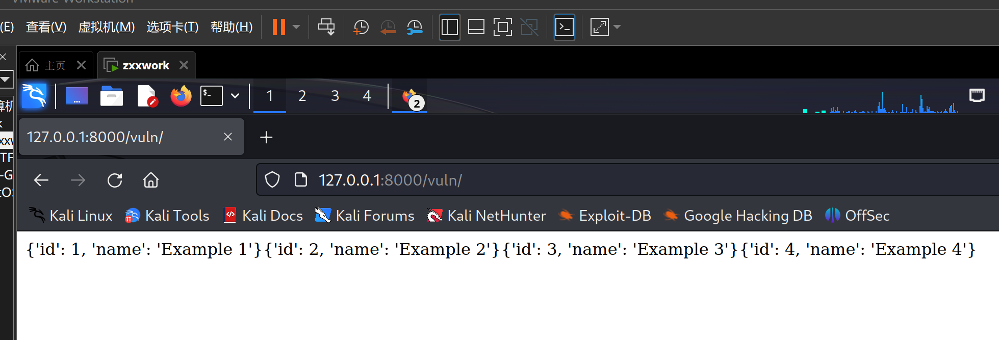 VMware Workstation
(E) 查看(V) 虚拟机(M) 选项卡(T) 帮助(H)
主页 zxxwork
$-
1 2 3 4 2
127.0.0.1:8000/vuln/
127.0.0.1:8000/vuln/
Kali Linux Kali Tools Kali Docs Kali Forums Kali NetHunter Exploit-DB Google Hacking DB OffSec
{'id': 1, 'name': 'Example 1'}{'id': 2, 'name': 'Example 2'}{'id': 3, 'name': 'Example 3'}{'id': 4, 'name': 'Example 4'}